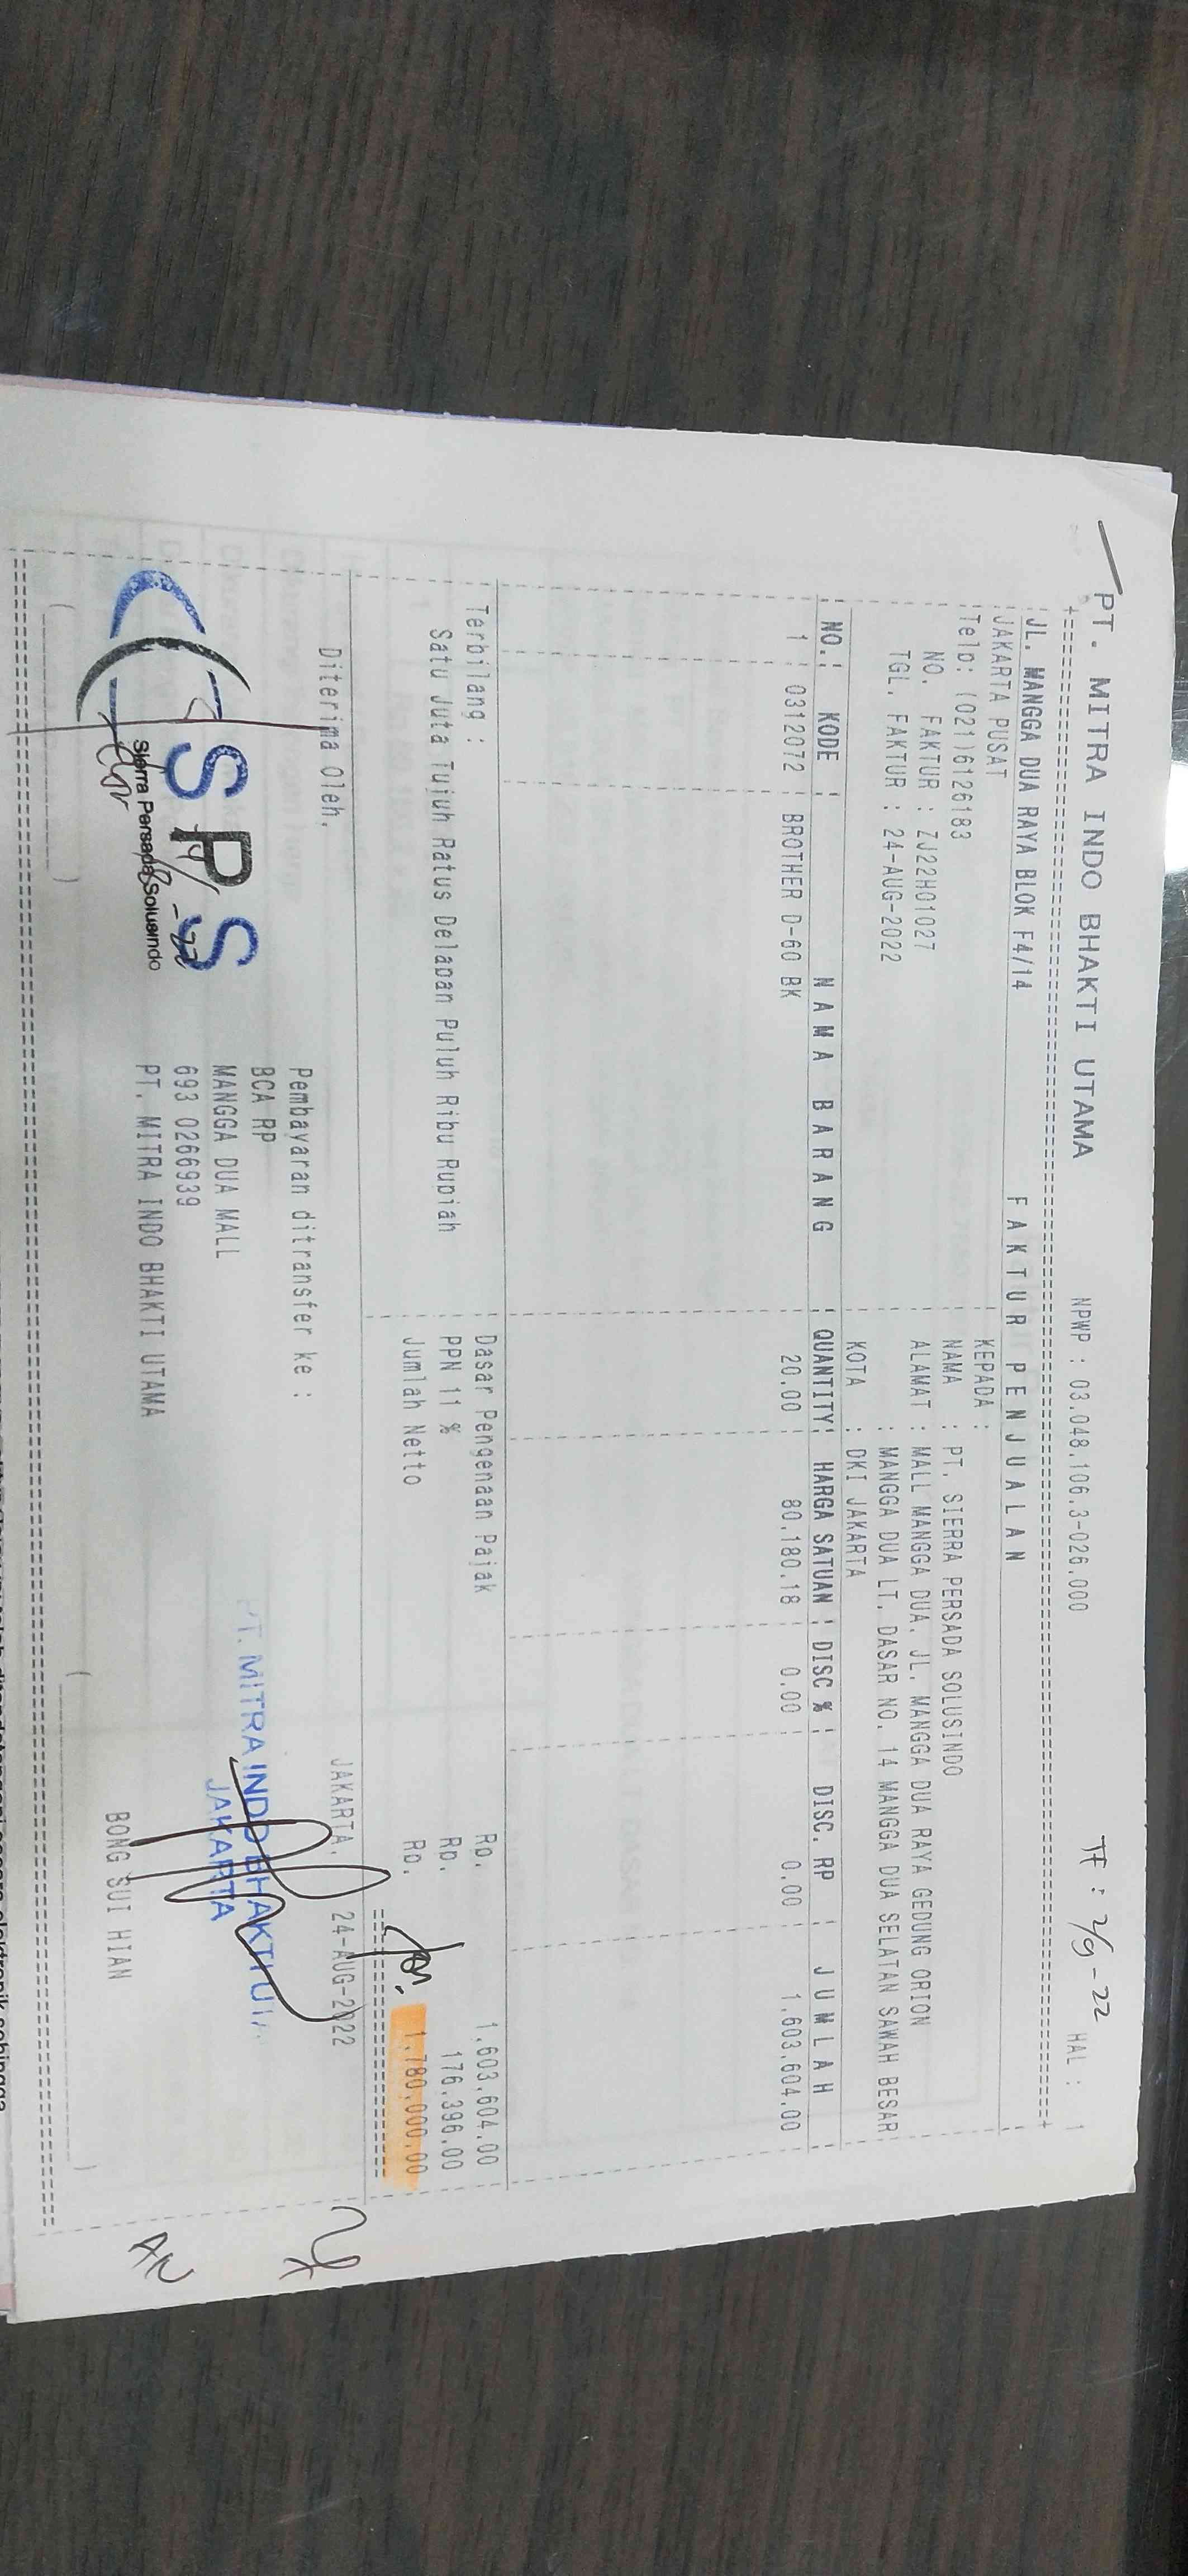 PT. MITRA INDO BHAKTI UTAMA NPWP : 03.048.106.3-026.000 TF : 2/9-22 HAL : 1
JL. MANGGA DUA RAYA BLOK F4/14 FAKTUR PENJUALAN
JAKARTA PUSAT KEPADA :
Telp: (021)6126183 NAMA : PT. SIERRA PERSADA SOLUSINDO
NO. FAKTUR : ZJ22H01027 ALAMAT : MALL MANGGA DUA. JL. MANGGA DUA RAYA GEDUNG ORION
TGL. FAKTUR : 24-AUG-2022 : MANGGA DUA LT. DASAR NO. 14 MANGGA DUA SELATAN SAWAH BESAR
KOTA : DKI JAKARTA
NO. KODE NAMA BARANG QUANTITY HARGA SATUAN DISC % DISC. RP JUMLAH
1 0312072 BROTHER D-60 BK 20.00 80.180.18 0.00 0.00 1.603.604.00
Terbilang : Dasar Pengenaan Pajak Rp. 1.603.604.00
Satu Juta Tujuh Ratus Delapan Puluh Ribu Rupiah PPN 11 % Rp. 176.396.00
Jumlah Netto Rp. 1.780.000.00
JAKARTA, 24-AUG-2022
Diterima Oleh,
Pembayaran ditransfer ke :
BCA RP
MANGGA DUA MALL
693 0266939
PT. MITRA INDO BHAKTI UTAMA
SPS
Sierra Persada Solusindo
PT. MITRA INDO BHAKTI UTA
JAKARTA
BONG SUI HIAN